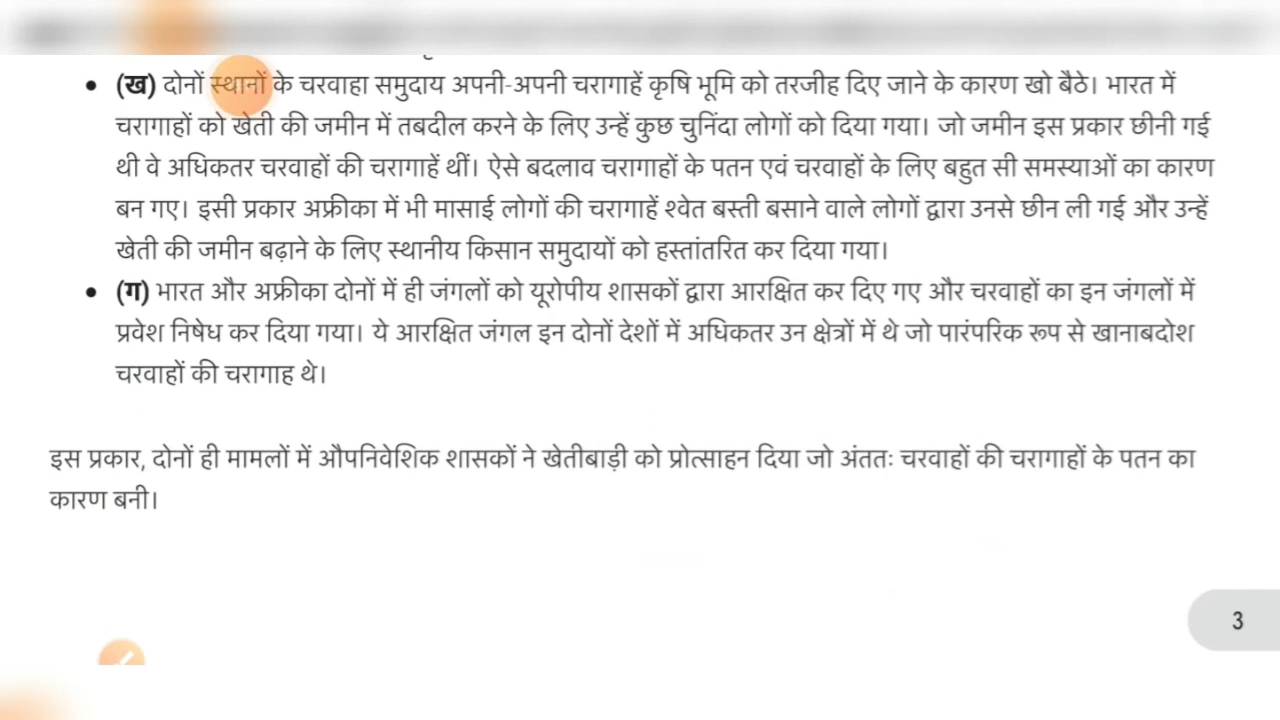 (ख) दोनों स्थानों के चरवाहा समुदाय अपनी-अपनी चरागाहें कृषि भूमि को तरजीह दिए जाने के कारण खो बैठे। भारत में
चरागाहों को खेती की जमीन में तबदील करने के लिए उन्हें कुछ चुनिंदा लोगों को दिया गया। जो जमीन इस प्रकार छीनी गई
थी वे अधिकतर चरवाहों की चरागाहें थीं। ऐसे बदलाव चरागाहों के पतन एवं चरवाहों के लिए बहुत सी समस्याओं का कारण
बन गए। इसी प्रकार अफ्रीका में भी मासाई लोगों की चरागाहें श्वेत बस्ती बसाने वाले लोगों द्वारा उनसे छीन ली गई और उन्हें
खेती की जमीन बढ़ाने के लिए स्थानीय किसान समुदायों को हस्तांतरित कर दिया गया।
(ग) भारत और अफ्रीका दोनों में ही जंगलों को यूरोपीय शासकों द्वारा आरक्षित कर दिए गए और चरवाहों का इन जंगलों में
प्रवेश निषेध कर दिया गया। ये आरक्षित जंगल इन दोनों देशों में अधिकतर उन क्षेत्रों में थे जो पारंपरिक रूप से खानाबदोश
चरवाहों की चरागाह थे।
इस प्रकार, दोनों ही मामलों में औपनिवेशिक शासकों ने खेतीबाड़ी को प्रोत्साहन दिया जो अंततः चरवाहों की चरागाहों के पतन का
कारण बनी।
3